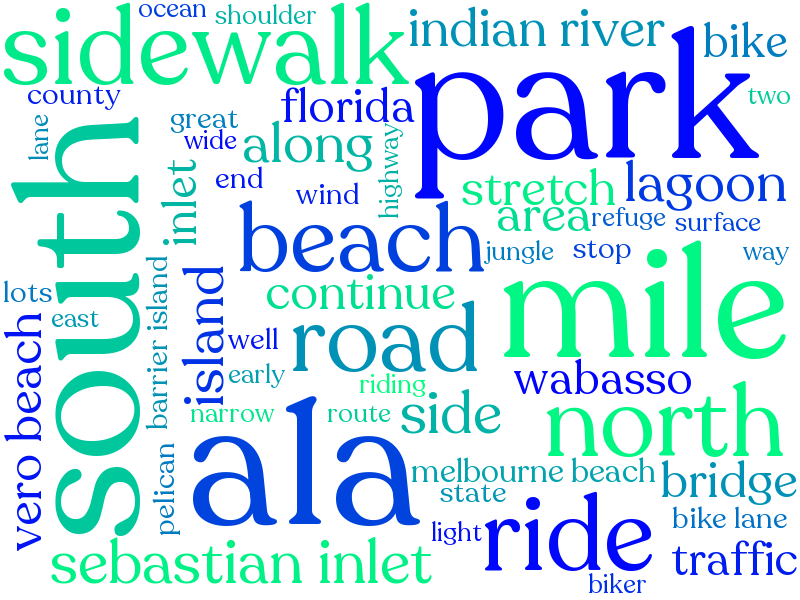 ocean
shoulder
sidewalk
indian river
bike
park
county
florida
two
lane
great
wide
along
highway
south
inlet
end
wind
stretch
lagoon
area
refuge
surface
beach
jungle
stop
way
lots
east
barrier island
island
continue
mile
road
well
vero beach
early
riding
wabasso
narrow
route
side
north
ala
pelican
melbourne beach
state
bridge
ride
light
bike lane
sebastian inlet
traffic
biker